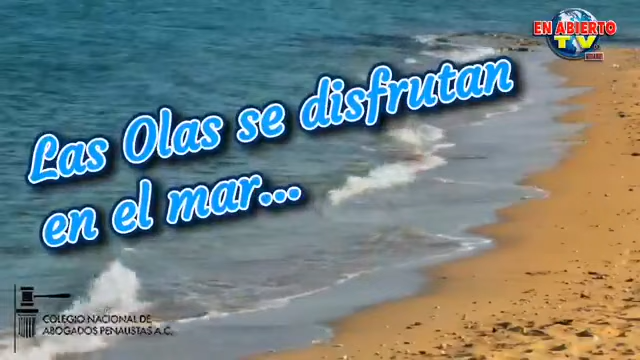 EN ABIERTO
TV
Las Olas se disfrutan
en el mar...
COLEGIO NACIONAL DE
ABOGADOS PENALISTAS A.C.